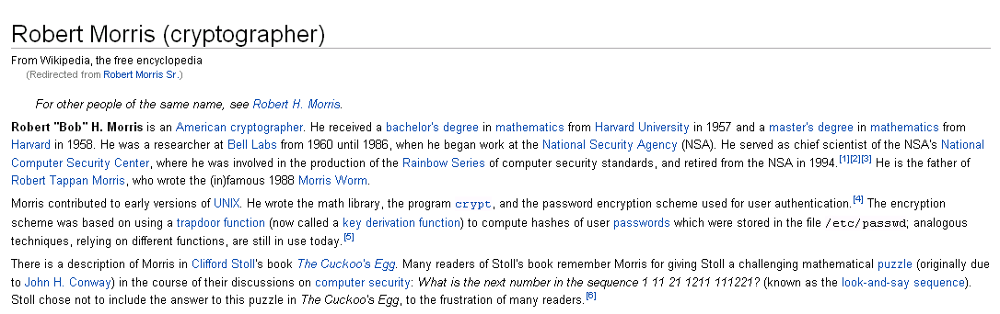 Robert Morris (cryptographer)
From Wikipedia, the free encyclopedia
(Redirected from Robert Morris Sr.)
For other people of the same name, see Robert H. Morris.
Robert "Bob" H. Morris is an American cryptographer. He received a bachelor's degree in mathematics from Harvard University in 1957 and a master's degree in mathematics from
Harvard in 1958. He was a researcher at Bell Labs from 1960 until 1986, when he began work at the National Security Agency (NSA). He served as chief scientist of the NSA's National
Computer Security Center, where he was involved in the production of the Rainbow Series of computer security standards, and retired from the NSA in 1994.[1][2][3] He is the father of
Robert Tappan Morris, who wrote the (in)famous 1988 Morris Worm.
Morris contributed to early versions of UNIX. He wrote the math library, the program crypt, and the password encryption scheme used for user authentication.[4] The encryption
scheme was based on using a trapdoor function (now called a key derivation function) to compute hashes of user passwords which were stored in the file /etc/passwd; analogous
techniques, relying on different functions, are still in use today.[5]
There is a description of Morris in Clifford Stoll's book The Cuckoo's Egg. Many readers of Stoll's book remember Morris for giving Stoll a challenging mathematical puzzle (originally due
to John H. Conway) in the course of their discussions on computer security: What is the next number in the sequence 1 11 21 1211 111221? (known as the look-and-say sequence).
Stoll chose not to include the answer to this puzzle in The Cuckoo's Egg, to the frustration of many readers.[6]